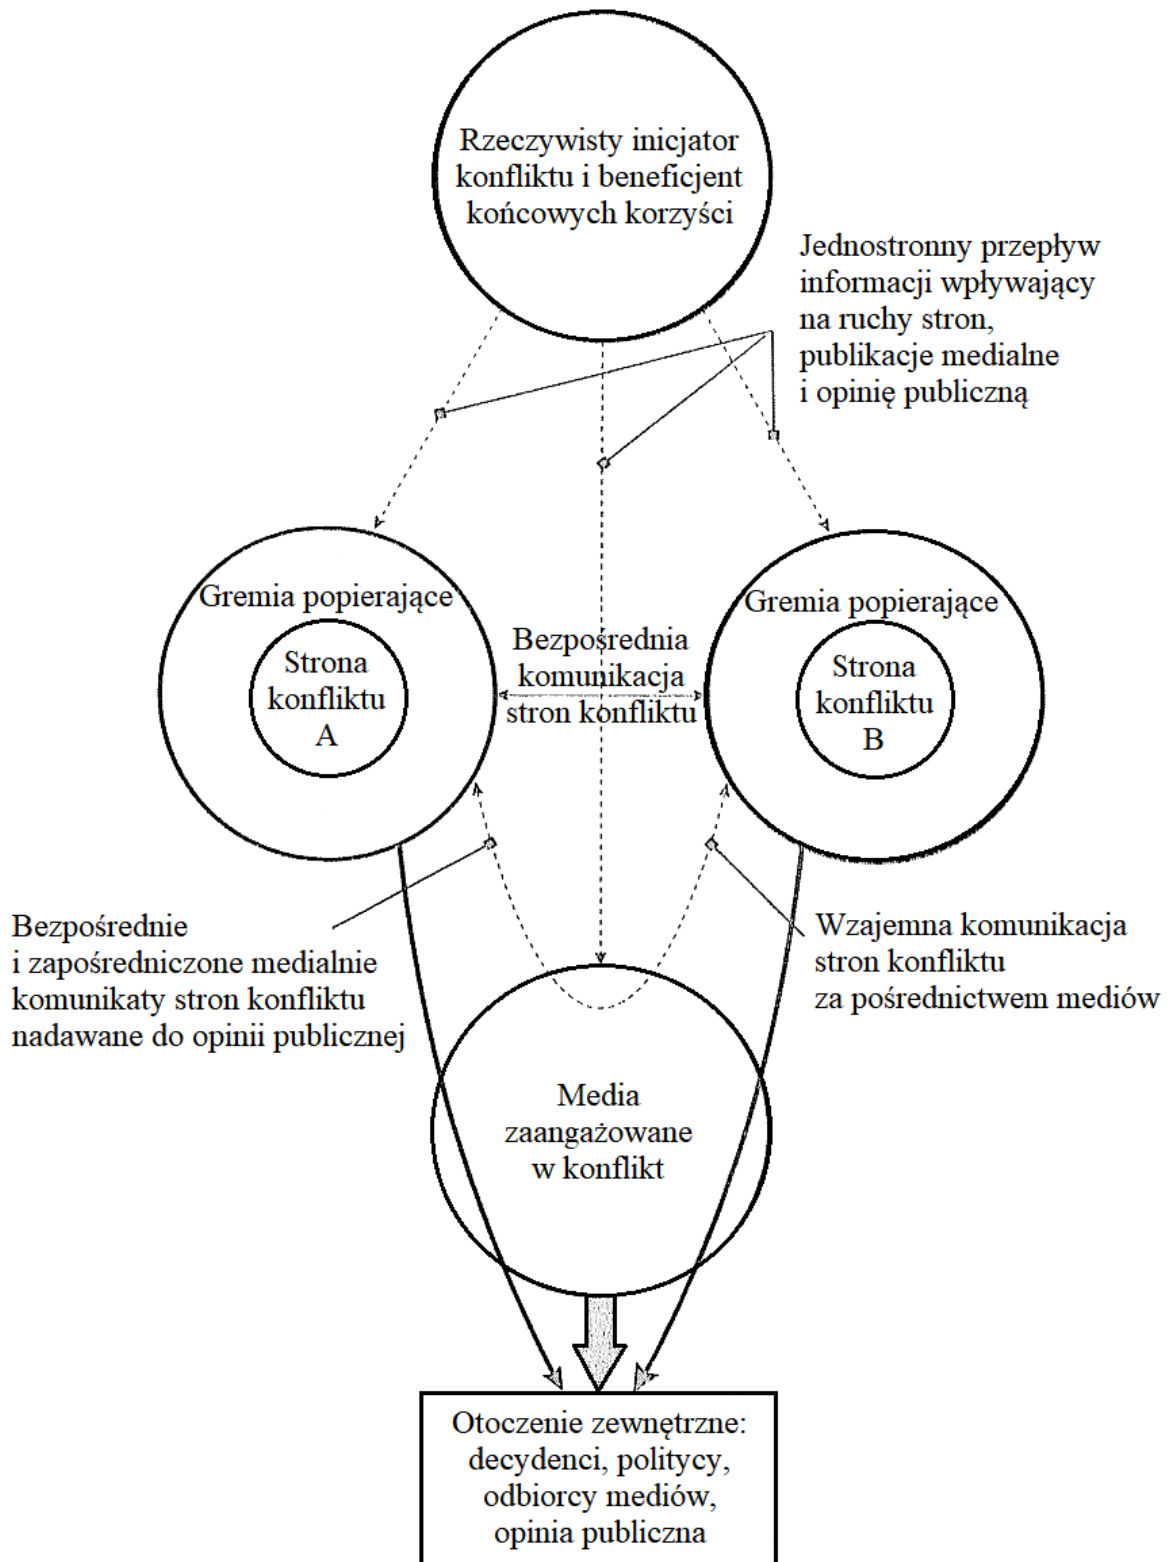 Rzeczywisty inicjator
konfliktu i beneficjent
końcowych korzyści
Jednostronny przepływ
informacji wpływający
na ruchy stron,
publikacje medialne
i opinię publiczną
Gremia popierające
Strona
konfliktu
A
Bezpośrednia
komunikacja
stron konfliktu
Gremia popierające
Strona
konfliktu
B
Bezpośrednie
i zapośredniczone medialnie
komunikaty stron konfliktu
nadawane do opinii publicznej
Wzajemna komunikacja
stron konfliktu
za pośrednictwem mediów
Media
zaangażowane
w konflikt
Otoczenie zewnętrzne:
decydenci, politycy,
odbiorcy mediów,
opinia publiczna